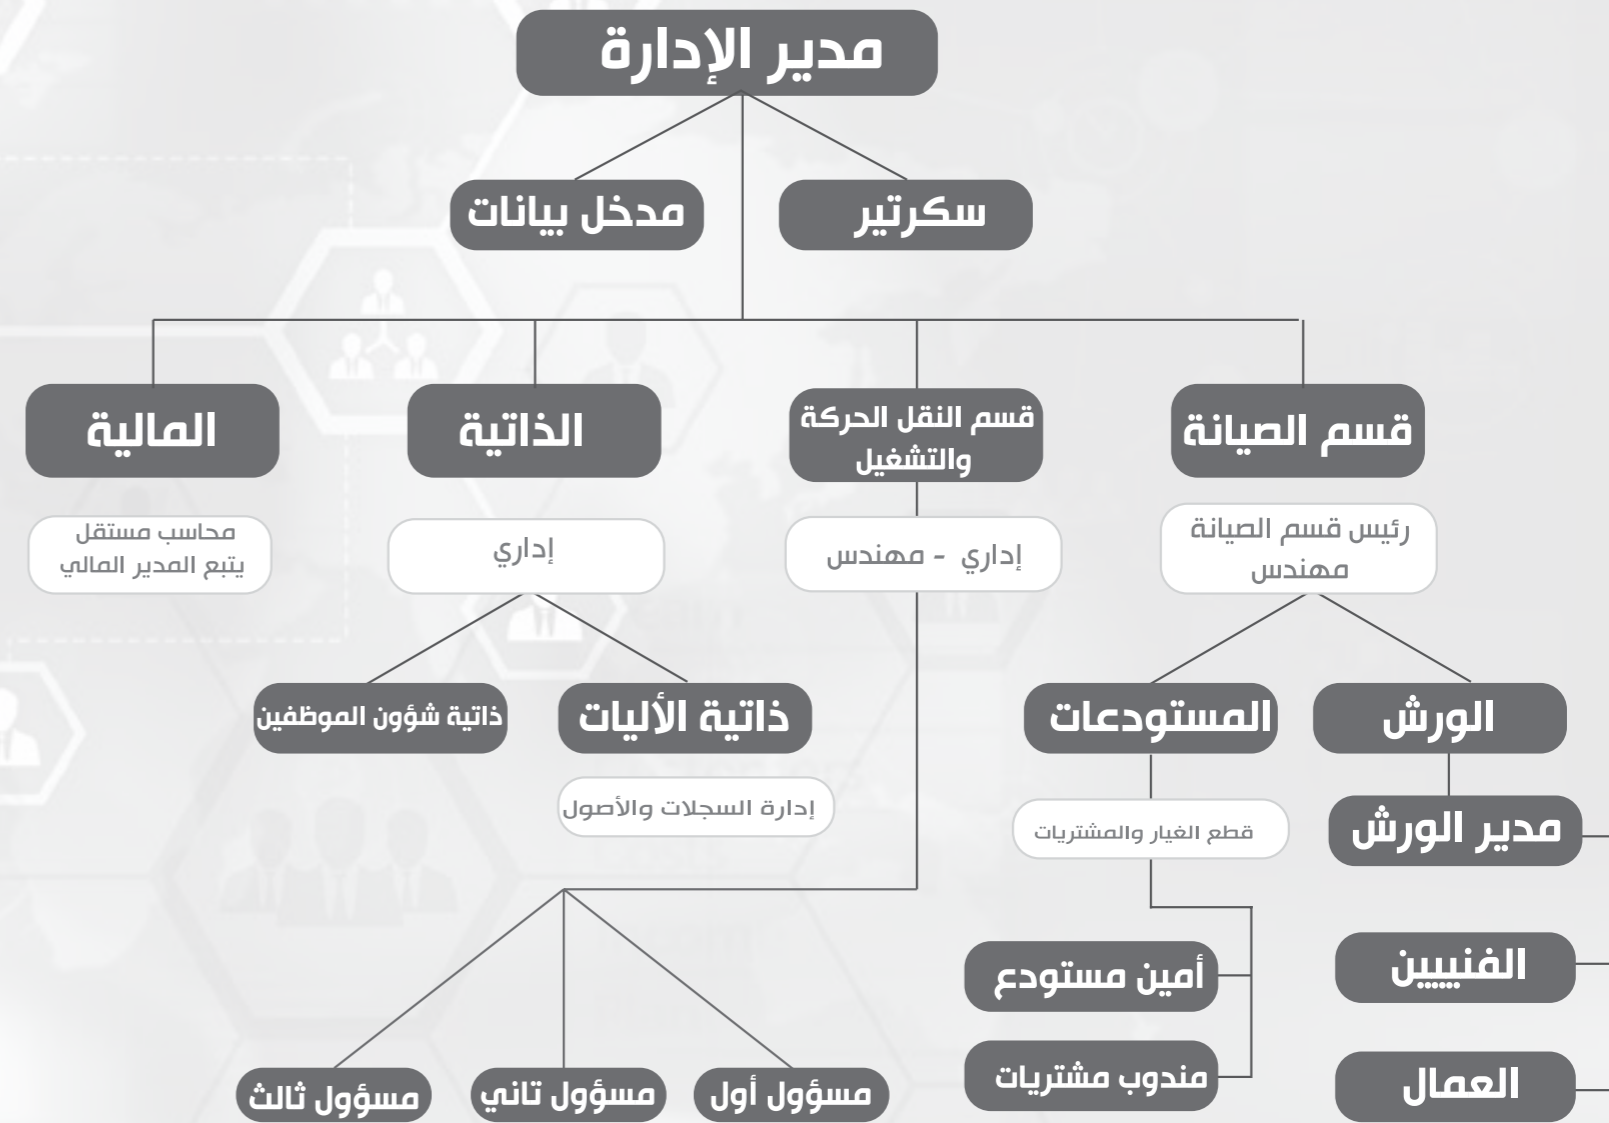 مدير الإدارة
سكرتير
مدخل بيانات
قسم الصيانة
قسم النقل الحركة
والتشغيل
الذاتية
المالية
رئيس قسم الصيانة
مهندس
إداري - مهندس
إداري
محاسب مستقل
يتبع المدير المالي
الورش
المستودعات
ذاتية الأليات
ذاتية شؤون الموظفين
مدير الورش
قطع الغيار والمشتريات
إدارة السجلات والأصول
الفنييين
أمين مستودع
العمال
مندوب مشتريات
مسؤول أول
مسؤول تاني
مسؤول ثالث